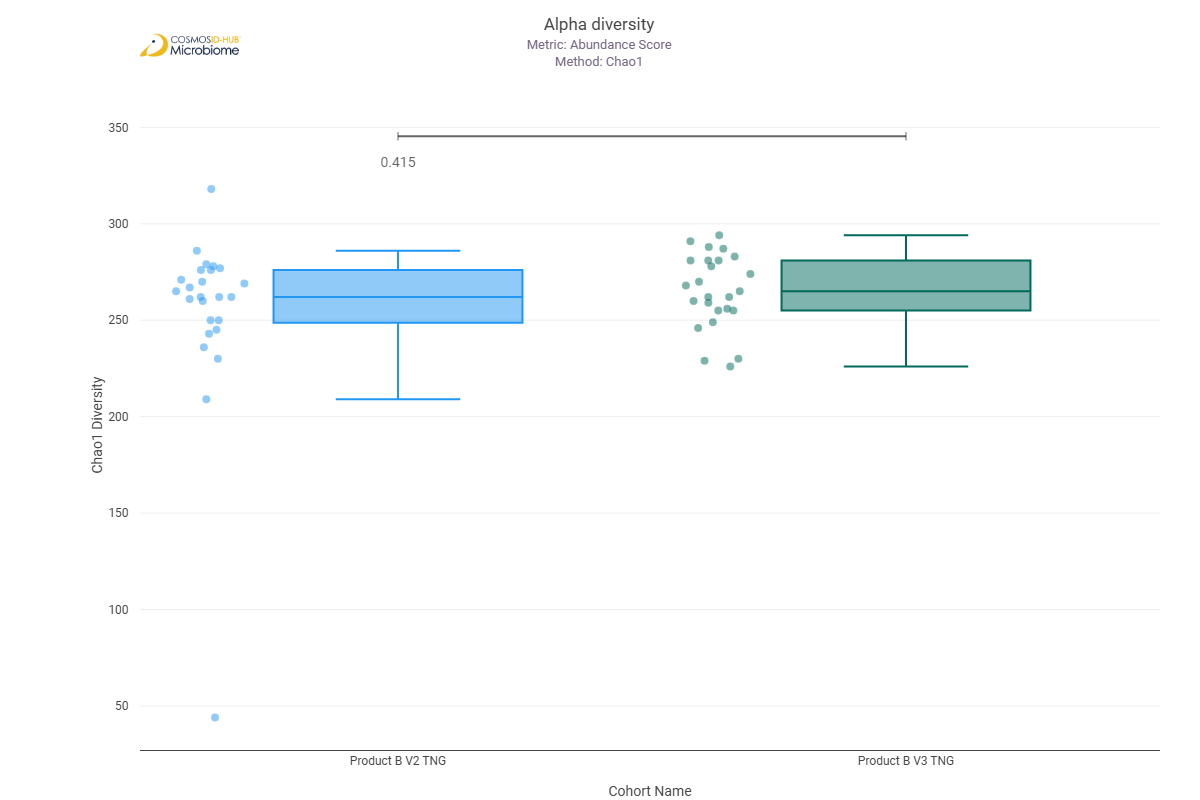 Alpha diversity
Metric: Abundance Score
Method: Chao1
COSMOSID-HUB
Microbiome
350
0.415
300
250
200
150
100
50
Chao1 Diversity
Product B V2 TNG
Product B V3 TNG
Cohort Name